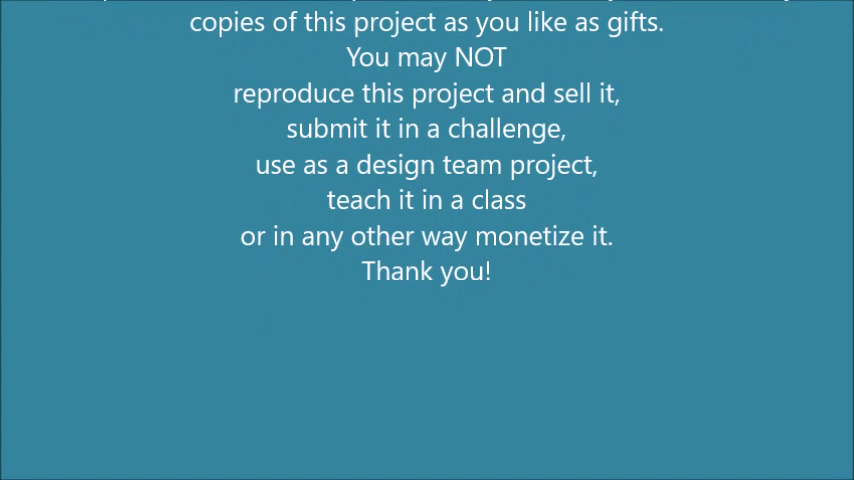 copies of this project as you like as gifts.
You may NOT
reproduce this project and sell it,
submit it in a challenge,
use as a design team project,
teach it in a class
or in any other way monetize it.
Thank you!